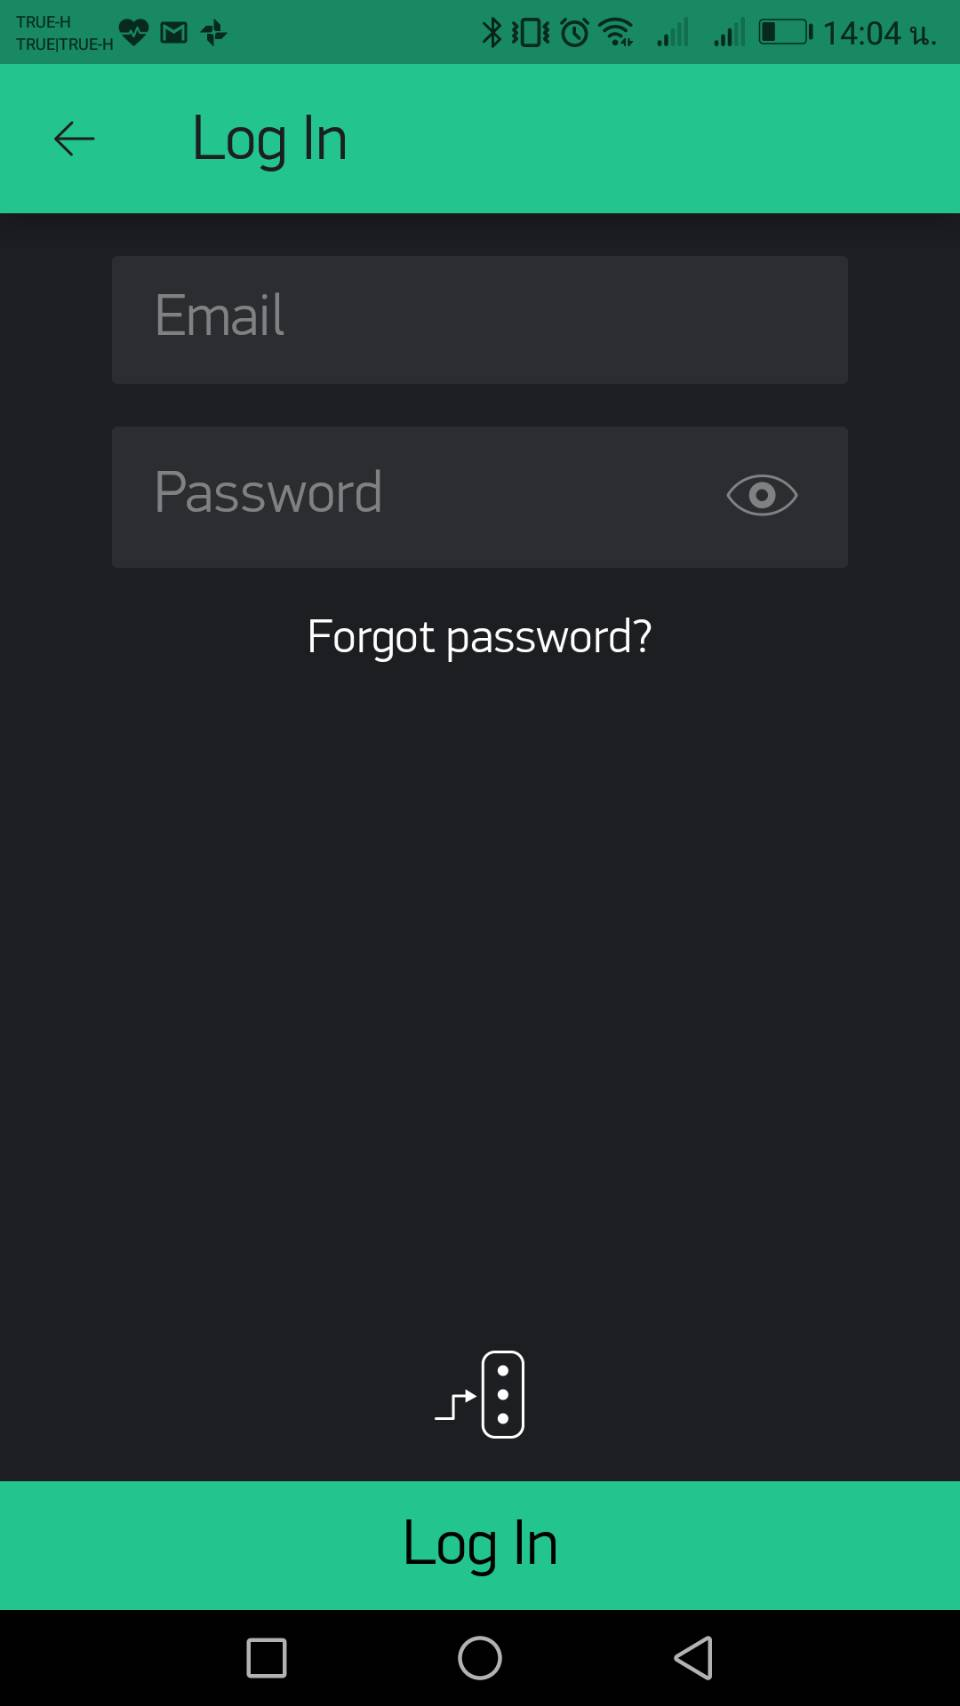 TRUE-H
TRUE|TRUE-H
14:04 น.
Log In
Email
Password
Forgot password?
Log In